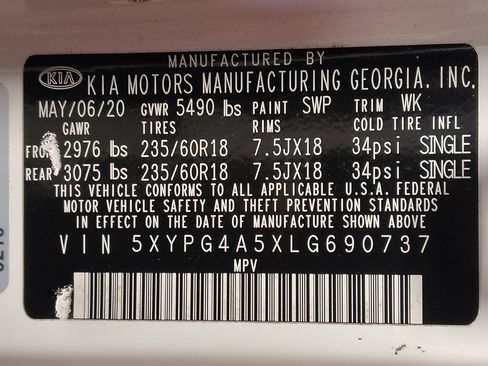 MANUFACTURED BY
KIA KIA MOTORS MANUFACTURING GEORGIA, INC.
MAY/06/20 GVWR 5490 lbs PAINT SWP TRIM WK
GAWR TIRES RIMS COLD TIRE INFL
2976 lbs 235/60R18 7.5JX18 34psi SINGLE
REAR 3075 lbs 235/60R18 7.5JX18 34psi SINGLE
THIS VEHICLE CONFORMS TO ALL APPLICABLE U.S.A. FEDERAL
MOTOR VEHICLE SAFETY AND THEFT PREVENTION STANDARDS
IN EFFECT ON THE DATE OF MANUFACTURE SHOWN ABOVE
VIN 5XYPG4A5XLG690737
MPV